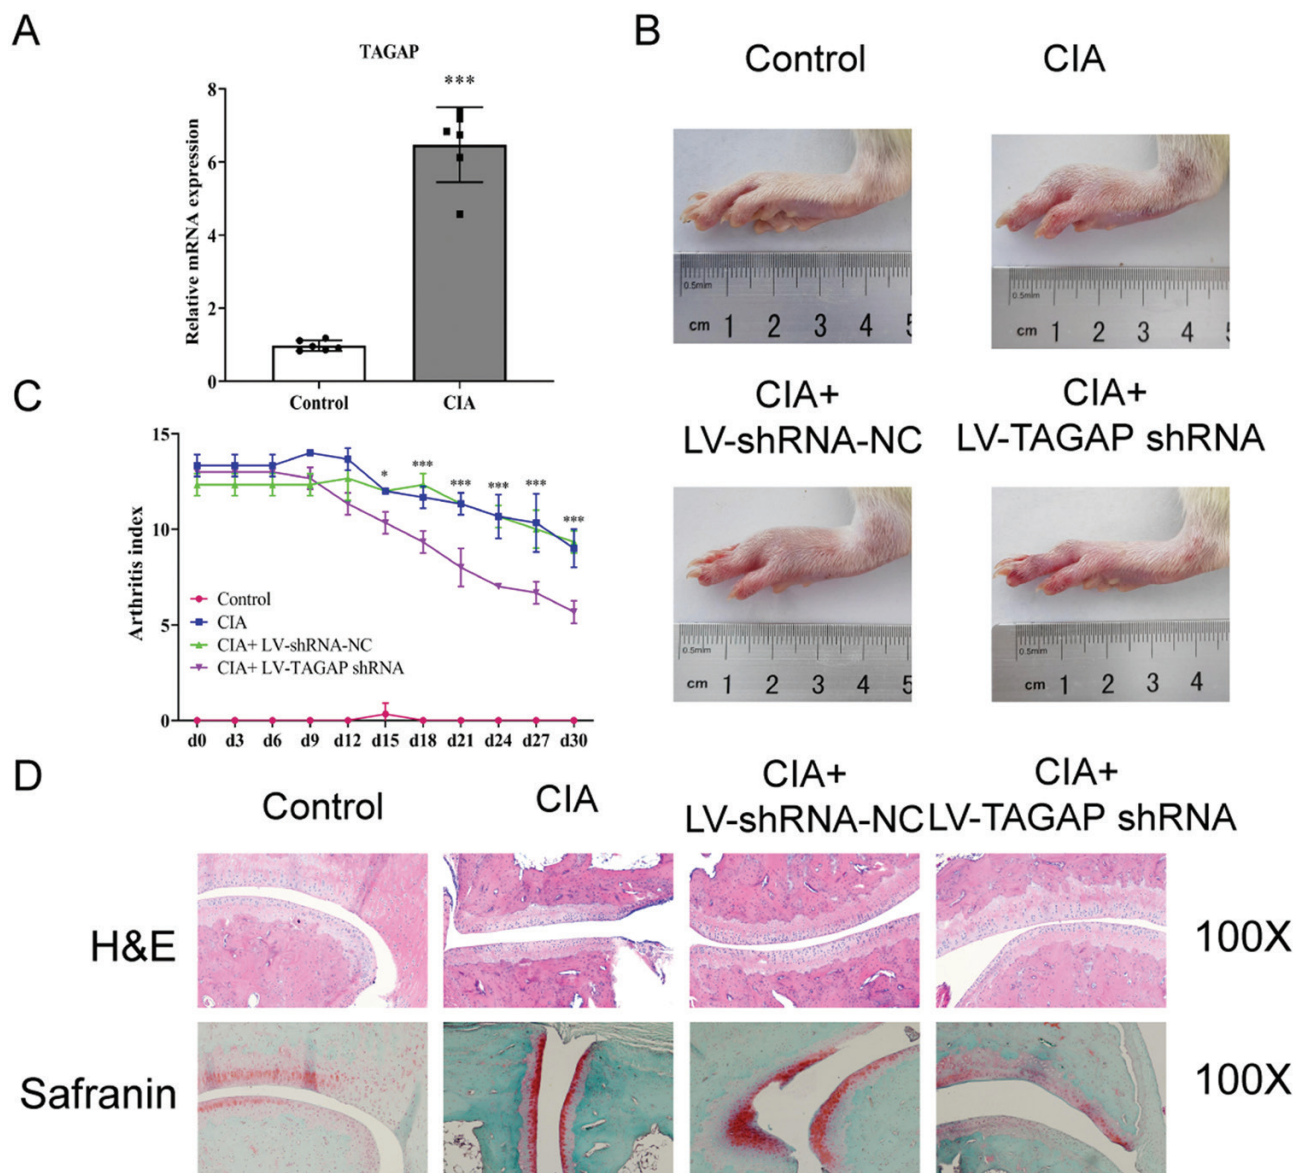 A
TAGAP
***
8
6
4
2
0
Relative mRNA expression
Control
CIA
B
Control
CIA
0.5mm
cm 1 2 3 4 5
0.5mm
cm 1 2 3 4
CIA+
LV-shRNA-NC
CIA+
LV-TAGAP shRNA
0.5mm
cm 1 2 3 4 5
0.5mm
cm 1 2 3 4
C
15
10
5
0
Arthritis index
* *** *** *** *** ***
Control
CIA
CIA+ LV-shRNA-NC
CIA+ LV-TAGAP shRNA
d0 d3 d6 d9 d12 d15 d18 d21 d24 d27 d30
D
Control
CIA
CIA+
LV-shRNA-NC
CIA+
LV-TAGAP shRNA
H&E
100X
Safranin
100X